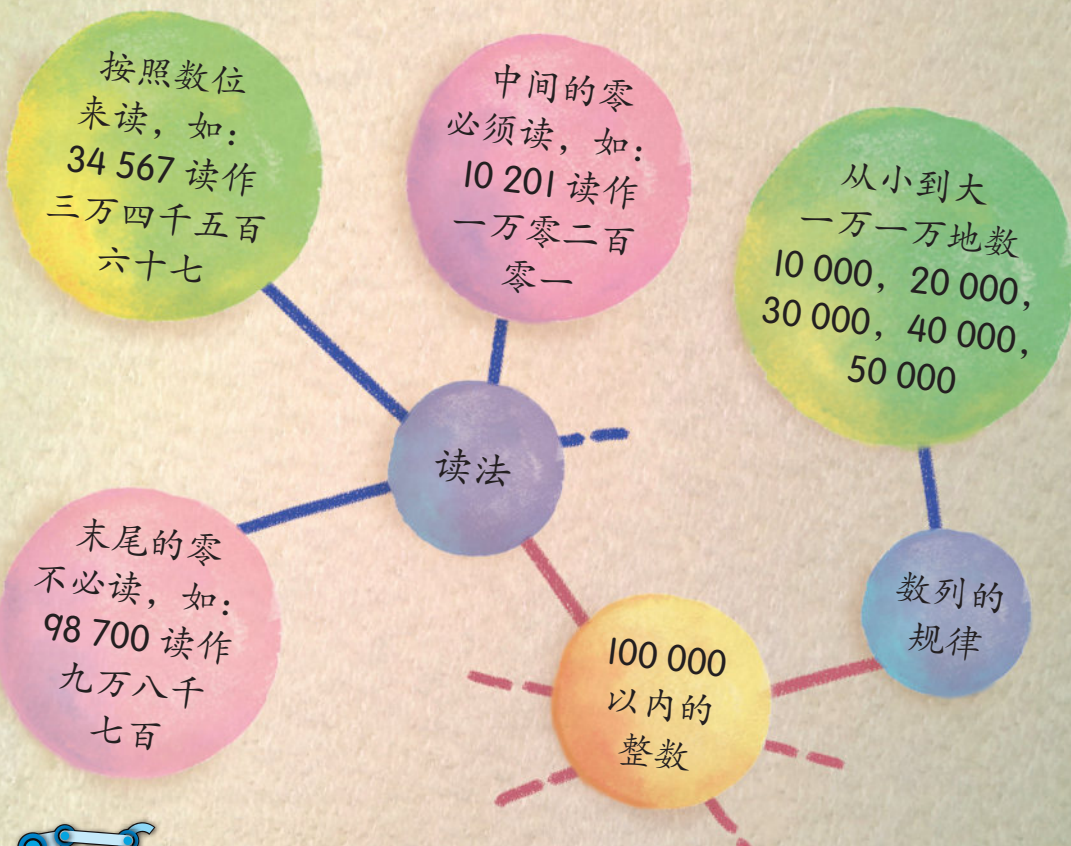 按照数位
来读，如：
34 567 读作
三万四千五百
六十七
中间的零
必须读，如：
10 201 读作
一万零二百
零一
从小到大
一万一万地数
10 000，20 000，
30 000，40 000，
50 000
读法
末尾的零
不必读，如：
98 700 读作
九万八千
七百
数列的
规律
100 000
以内的
整数